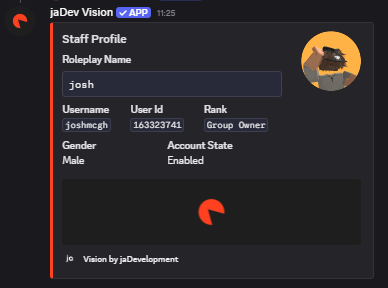 jaDev Vision ✓ APP 11:25
Staff Profile
Roleplay Name
josh
Username User Id Rank
joshmcgh 163323741 Group Owner
Gender Account State
Male Enabled
jo Vision by jaDevelopment